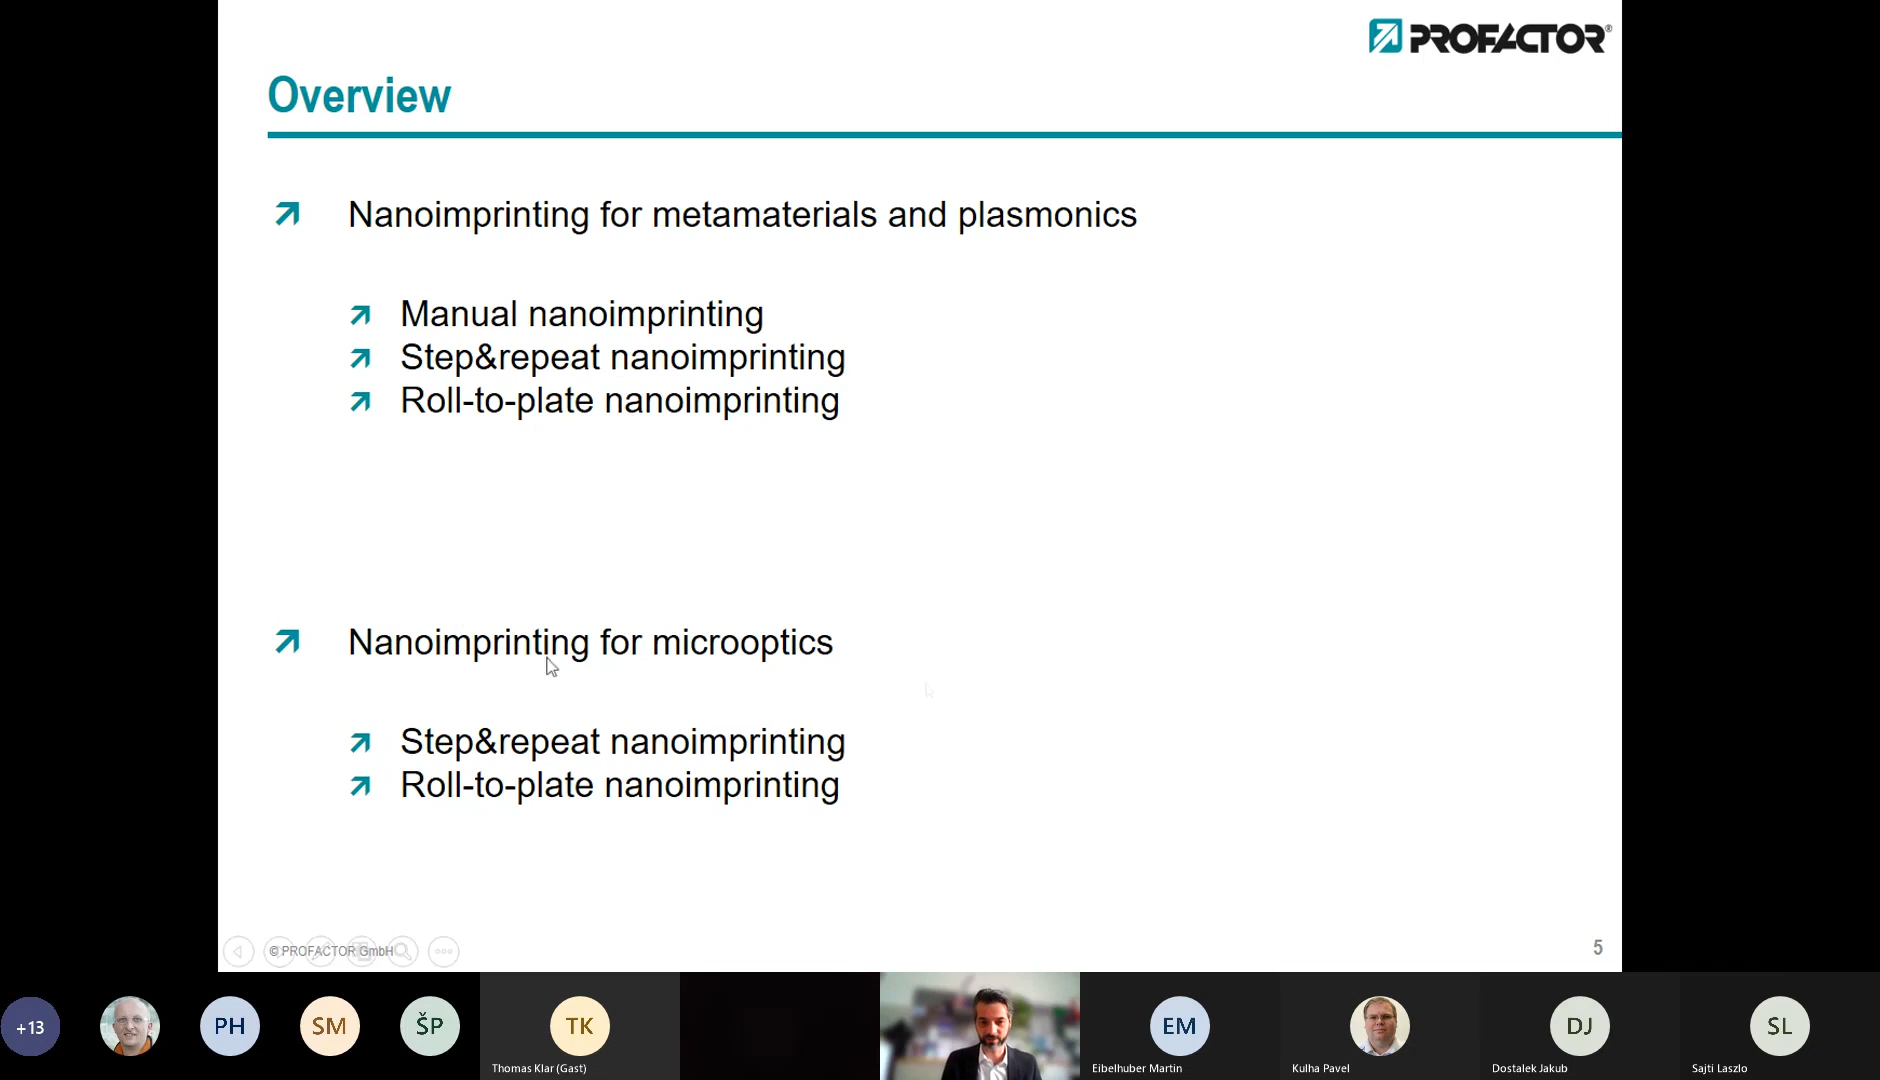 PROFACTOR®
Overview
Nanoimprinting for metamaterials and plasmonics
Manual nanoimprinting
Step&repeat nanoimprinting
Roll-to-plate nanoimprinting
Nanoimprinting for microoptics
Step&repeat nanoimprinting
Roll-to-plate nanoimprinting
© PROFACTOR GmbH
5
+13
PH
SM
ŠP
TK
EM
DJ
SL
Thomas Klar (Gast)
Eibelhuber Martin
Kulha Pavel
Dostalek Jakub
Sajti Laszlo